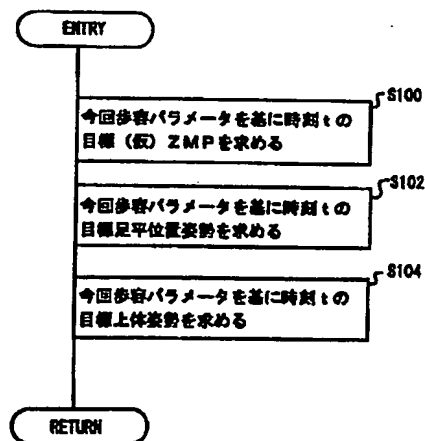 ENTRY
S100
今回歩容パラメータを基に時刻tの
目標(仮)ZMPを求める
S102
今回歩容パラメータを基に時刻tの
目標足平位置姿勢を求める
S104
今回歩容パラメータを基に時刻tの
目標上体姿勢を求める
RETURN